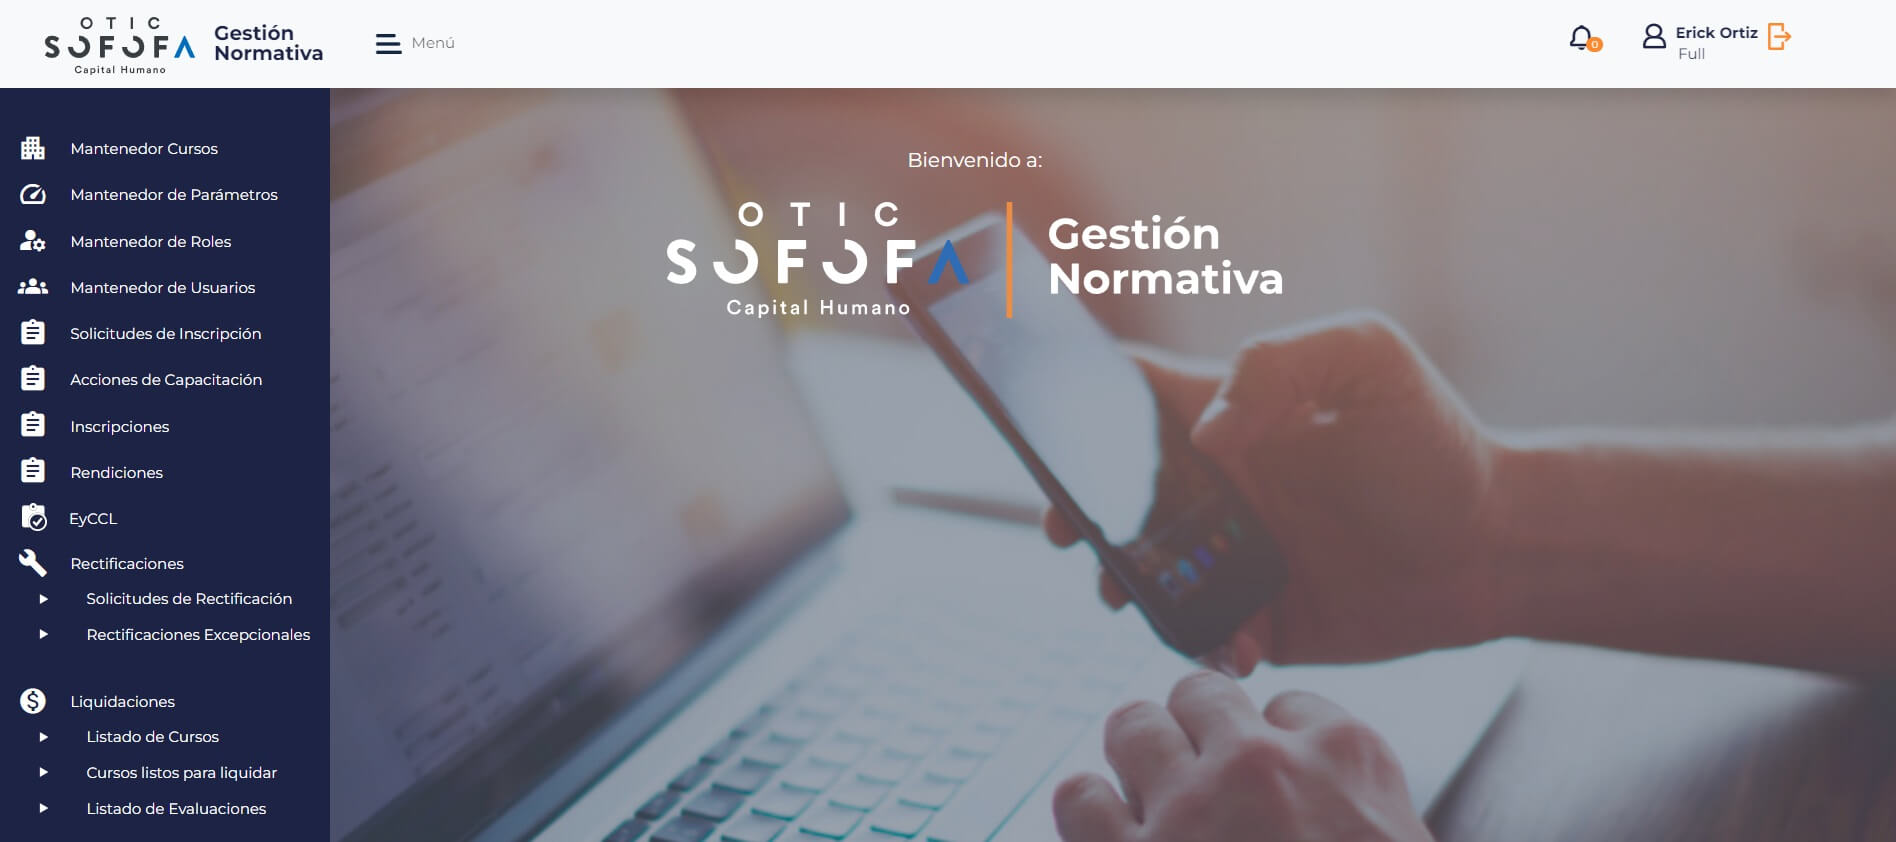 OTIC
SOFOFA
Capital Humano
Gestión
Normativa
Menú
0
Erick Ortiz
Full
Mantenedor Cursos
Mantenedor de Parámetros
Mantenedor de Roles
Mantenedor de Usuarios
Solicitudes de Inscripción
Acciones de Capacitación
Inscripciones
Rendiciones
EyCCL
Rectificaciones
Solicitudes de Rectificación
Rectificaciones Excepcionales
Liquidaciones
Listado de Cursos
Cursos listos para liquidar
Listado de Evaluaciones
Bienvenido a:
OTIC
SOFOFA
Capital Humano
Gestión
Normativa